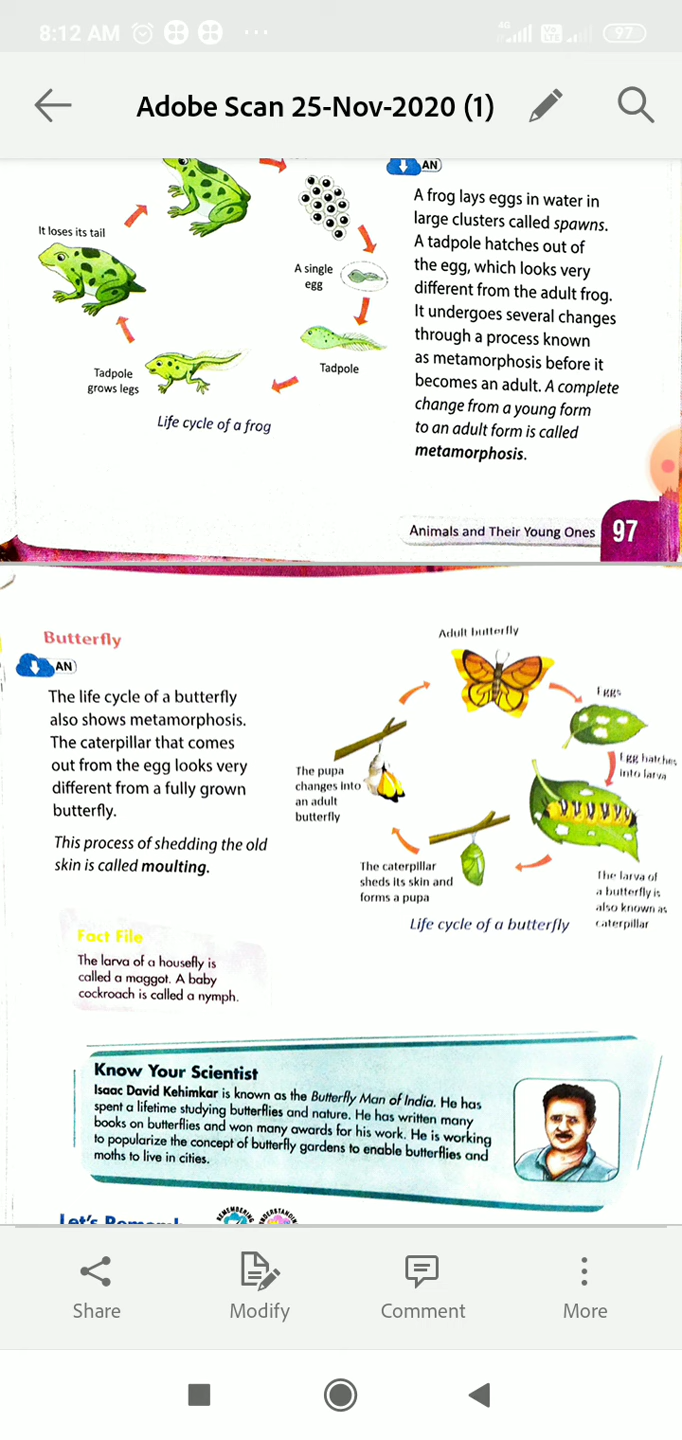 8:12 AM
4G
Vo LTE
97
Adobe Scan 25-Nov-2020 (1)
AN
A frog lays eggs in water in
large clusters called spawns.
A tadpole hatches out of
the egg, which looks very
different from the adult frog.
It undergoes several changes
through a process known
as metamorphosis before it
becomes an adult. A complete
change from a young form
to an adult form is called
metamorphosis.
It loses its tail
A single
egg
Tadpole
Tadpole
grows legs
Life cycle of a frog
Animals and Their Young Ones 97
Butterfly
AN
The life cycle of a butterfly
also shows metamorphosis.
The caterpillar that comes
out from the egg looks very
different from a fully grown
butterfly.
This process of shedding the old
skin is called moulting.
Adult butterfly
Eggs
Egg hatches
into larva
The larva of
a butterfly is
also known as
caterpillar
The caterpillar
sheds its skin and
forms a pupa
The pupa
changes into
an adult
butterfly
Life cycle of a butterfly
Fact File
The larva of a housefly is
called a maggot. A baby
cockroach is called a nymph.
Know Your Scientist
Isaac David Kehimkar is known as the Butterfly Man of India. He has
spent a lifetime studying butterflies and nature. He has written many
books on butterflies and won many awards for his work. He is working
to popularize the concept of butterfly gardens to enable butterflies and
moths to live in cities.
Let's
REMEMBERING
Share
Modify
Comment
More